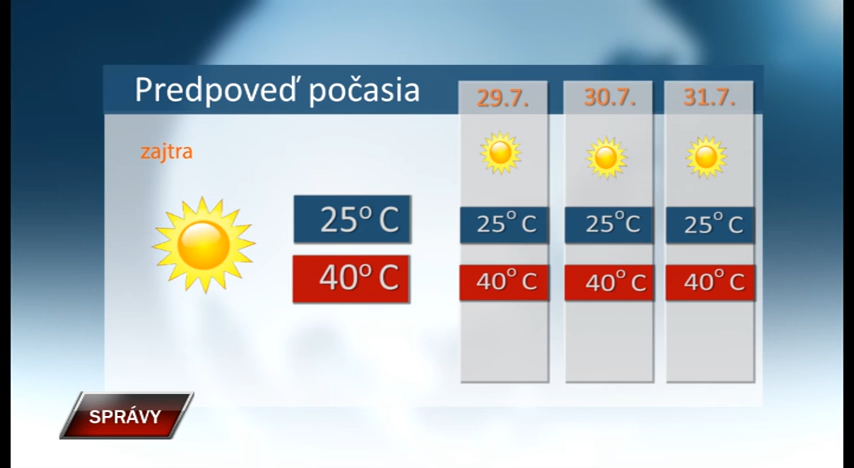 Predpoveď počasia
zajtra
25° C
40° C
29.7.
25° C
40° C
30.7.
25°C
40° C
31.7.
25° C
40° C
SPRÁVY